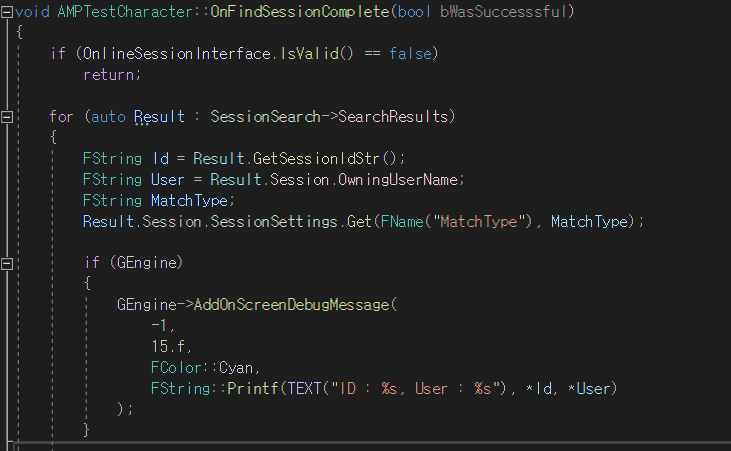 void AMPTestCharacter::OnFindSessionComplete(bool bWasSuccesssful)
{
if (OnlineSessionInterface.IsValid() == false)
return;
for (auto Result : SessionSearch->SearchResults)
{
FString Id = Result.GetSessionIdStr();
FString User = Result.Session.OwningUserName;
FString MatchType;
Result.Session.SessionSettings.Get(FName("MatchType"), MatchType);
if (GEngine)
{
GEngine->AddOnScreenDebugMessage(
-1,
15.f,
FColor::Cyan,
FString::Printf(TEXT("ID : %s, User : %s"), *Id, *User)
);
}